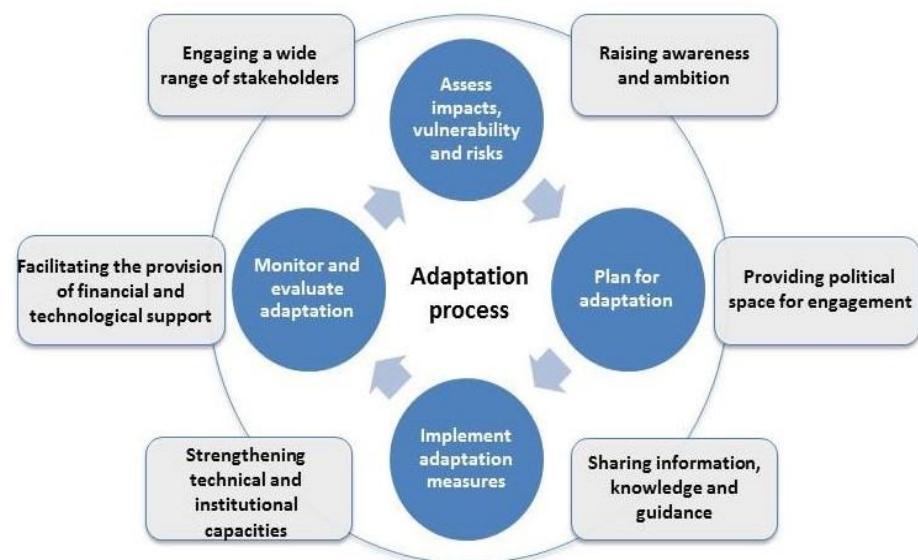 Engaging a wide
range of stakeholders
Raising awareness
and ambition
Assess
impacts,
vulnerability
and risks
Facilitating the provision
of financial and
technological support
Monitor and
evaluate
adaptation
Adaptation
process
Plan for
adaptation
Providing political
space for engagement
Strengthening
technical and
institutional
capacities
Implement
adaptation
measures
Sharing information,
knowledge and
guidance